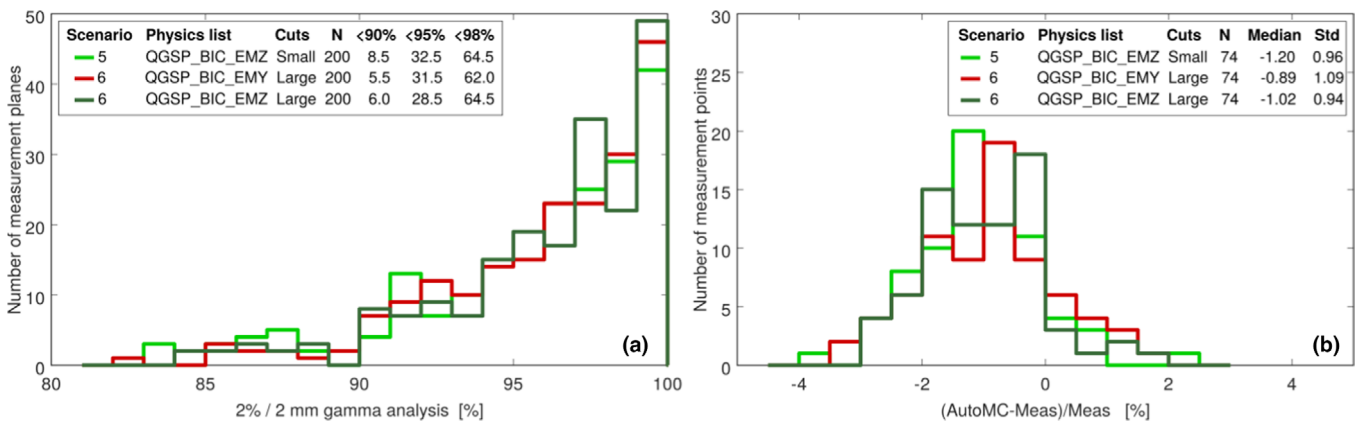 50
40
30
20
10
0
Number of measurement planes
Scenario Physics list Cuts N <90% <95% <98%
5 QGSP_BIC_EMZ Small 200 8.5 32.5 64.5
6 QGSP_BIC_EMY Large 200 5.5 31.5 62.0
6 QGSP_BIC_EMZ Large 200 6.0 28.5 64.5
(a)
80 85 90 95 100
2% / 2 mm gamma analysis [%]
30
25
20
15
10
5
0
Number of measurement points
Scenario Physics list Cuts N Median Std
5 QGSP_BIC_EMZ Small 74 -1.20 0.96
6 QGSP_BIC_EMY Large 74 -0.89 1.09
6 QGSP_BIC_EMZ Large 74 -1.02 0.94
(b)
-4 -2 0 2 4
(AutoMC-Meas)/Meas [%]